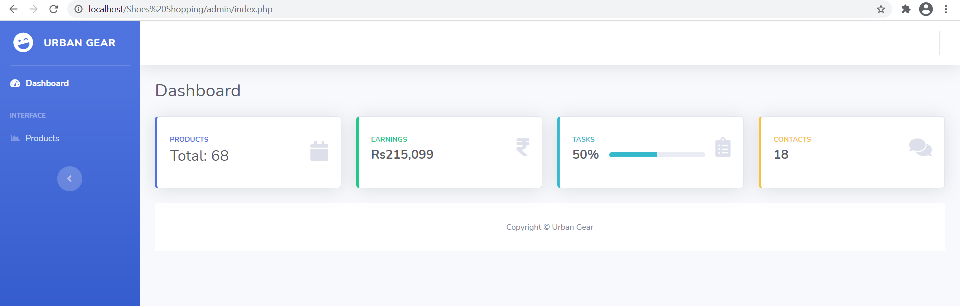 localhost/Shoes%20Shopping/admin/index.php
URBAN GEAR
Dashboard
INTERFACE
Products
Dashboard
PRODUCTS
Total: 68
EARNINGS
Rs215,099
TASKS
50%
CONTACTS
18
Copyright © Urban Gear